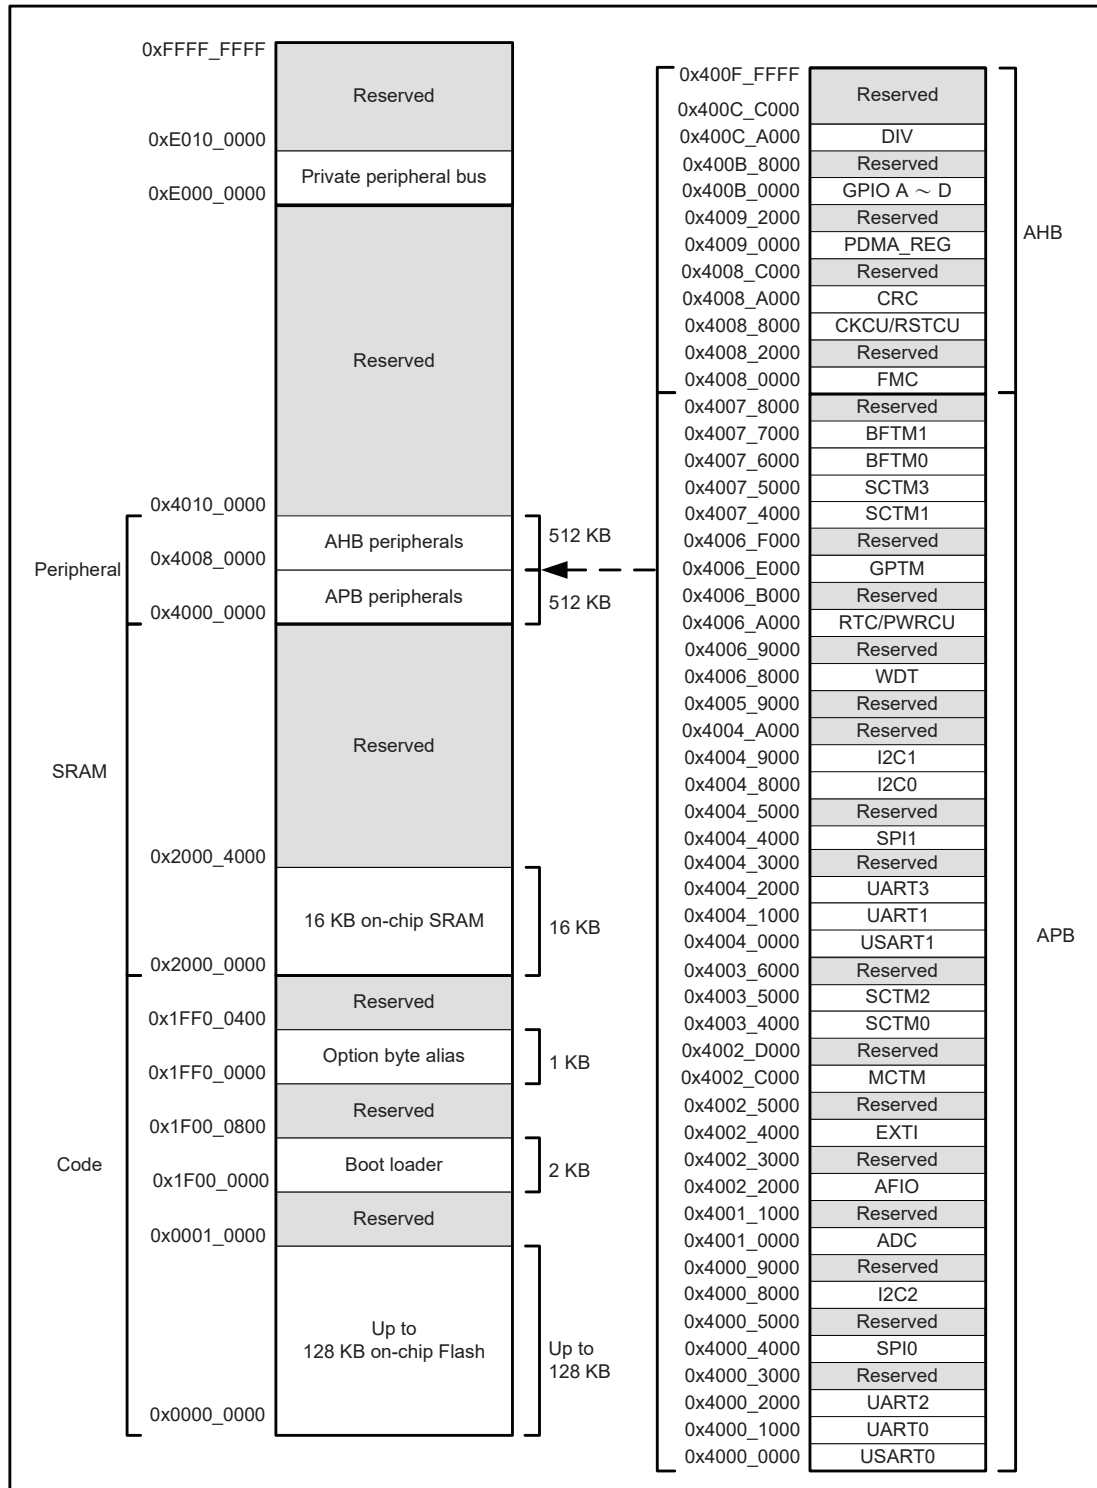 0xFFFF_FFFF
Reserved
0xE010_0000
Private peripheral bus
0xE000_0000
Reserved
0x4010_0000
AHB peripherals
512 KB
0x4008_0000
Peripheral
APB peripherals
512 KB
0x4000_0000
Reserved
SRAM
0x2000_4000
16 KB on-chip SRAM
16 KB
0x2000_0000
Reserved
0x1FF0_0400
Option byte alias
1 KB
0x1FF0_0000
Reserved
0x1F00_0800
Code
Boot loader
2 KB
0x1F00_0000
Reserved
0x0001_0000
Up to
128 KB on-chip Flash
Up to
128 KB
0x0000_0000
0x400F_FFFF
Reserved
0x400C_C000
0x400C_A000 DIV
0x400B_8000 Reserved
0x400B_0000 GPIO A ～ D
0x4009_2000 Reserved
AHB
0x4009_0000 PDMA_REG
0x4008_C000 Reserved
0x4008_A000 CRC
0x4008_8000 CKCU/RSTCU
0x4008_2000 Reserved
0x4008_0000 FMC
0x4007_8000 Reserved
0x4007_7000 BFTM1
0x4007_6000 BFTM0
0x4007_5000 SCTM3
0x4007_4000 SCTM1
0x4006_F000 Reserved
0x4006_E000 GPTM
0x4006_B000 Reserved
0x4006_A000 RTC/PWRCU
0x4006_9000 Reserved
0x4006_8000 WDT
0x4005_9000 Reserved
0x4004_A000 Reserved
0x4004_9000 I2C1
0x4004_8000 I2C0
0x4004_5000 Reserved
0x4004_4000 SPI1
0x4004_3000 Reserved
0x4004_2000 UART3
0x4004_1000 UART1
APB
0x4004_0000 USART1
0x4003_6000 Reserved
0x4003_5000 SCTM2
0x4003_4000 SCTM0
0x4002_D000 Reserved
0x4002_C000 MCTM
0x4002_5000 Reserved
0x4002_4000 EXTI
0x4002_3000 Reserved
0x4002_2000 AFIO
0x4001_1000 Reserved
0x4001_0000 ADC
0x4000_9000 Reserved
0x4000_8000 I2C2
0x4000_5000 Reserved
0x4000_4000 SPI0
0x4000_3000 Reserved
0x4000_2000 UART2
0x4000_1000 UART0
0x4000_0000 USART0